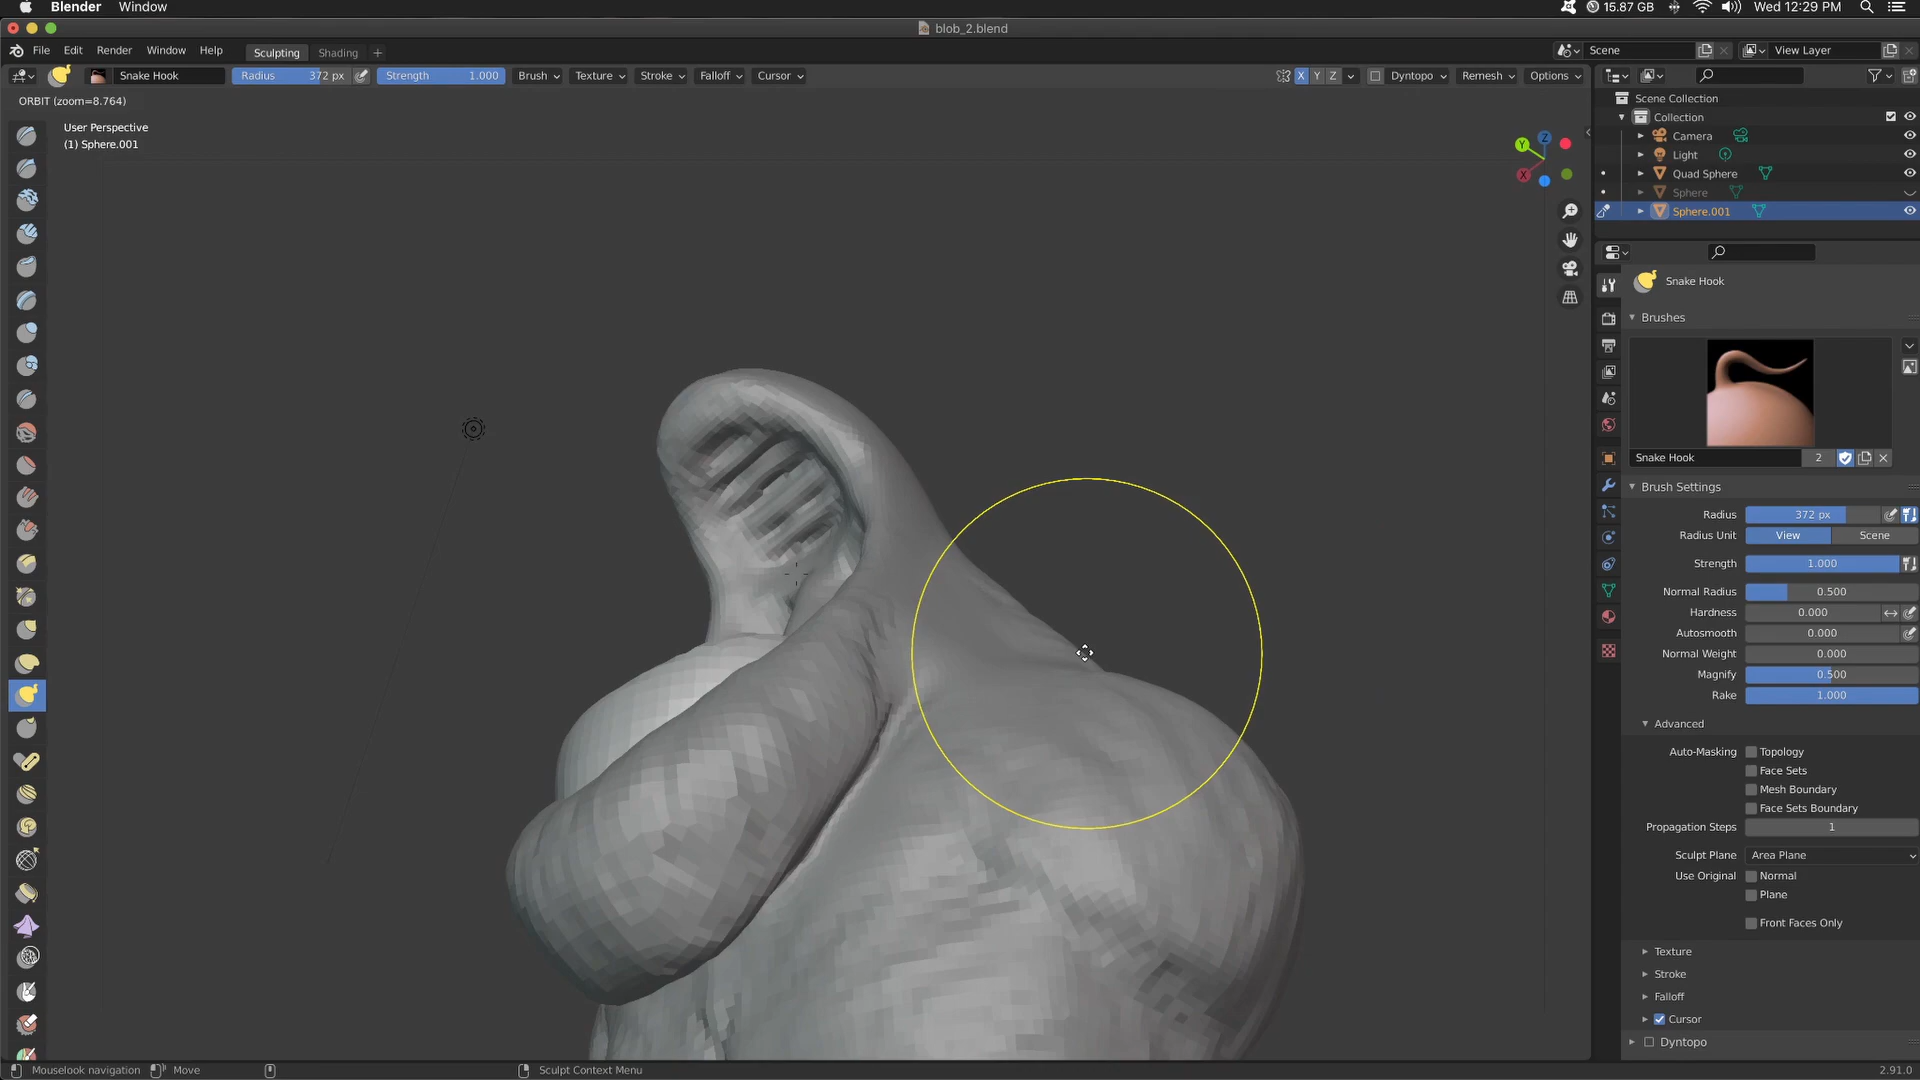 Blender Window 15.87 GB Wed 12:29 PM
blob_2.blend
File Edit Render Window Help Sculpting Shading + Scene View Layer
Snake Hook Radius 372 px Strength 1.000 Brush Texture Stroke Falloff Cursor X Y Z Dyntopo Remesh Options
ORBIT (zoom=8.764)
User Perspective
(1) Sphere.001
Y Z X
Scene Collection
Collection
Camera
Light
Quad Sphere
Sphere
Sphere.001
Snake Hook
Brushes
Snake Hook 2
Brush Settings
Radius 372 px
Radius Unit View Scene
Strength 1.000
Normal Radius 0.500
Hardness 0.000
Autosmooth 0.000
Normal Weight 0.000
Magnify 0.500
Rake 1.000
Advanced
Auto-Masking Topology
Face Sets
Mesh Boundary
Face Sets Boundary
Propagation Steps 1
Sculpt Plane Area Plane
Use Original Normal
Plane
Front Faces Only
Texture
Stroke
Falloff
Cursor
Dyntopo
Mouselook navigation Move Sculpt Context Menu 2.91.0